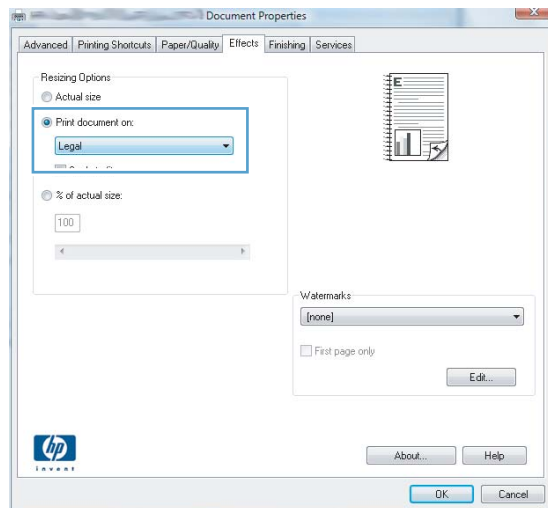 Document Properties
Advanced Printing Shortcuts Paper/Quality Effects Finishing Services
Resizing Options
Actual size
Print document on:
Legal
% of actual size:
100
E
Watermarks
[none]
First page only
Edit...
hp
invent
About... Help
OK Cancel